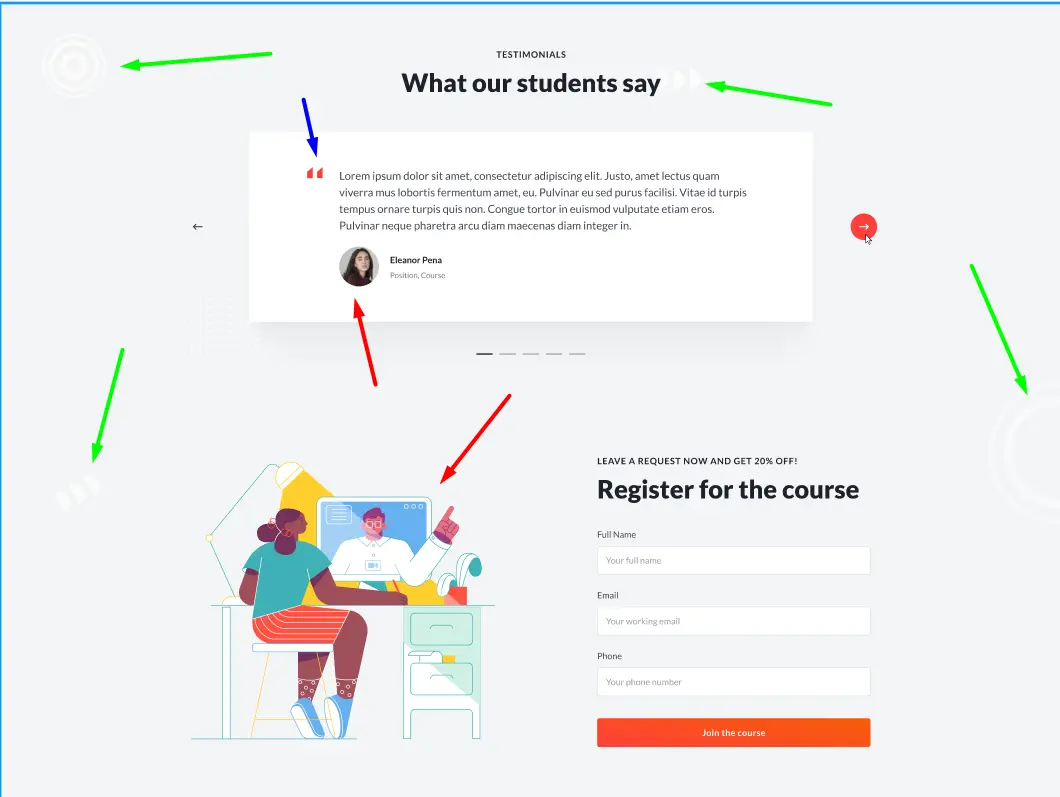 TESTIMONIALS
What our students say
Lorem ipsum dolor sit amet, consectetur adipiscing elit. Justo, amet lectus quam
viverra mus lobortis fermentum amet, eu. Pulvinar eu sed purus facilisi. Vitae id turpis
tempus ornare turpis quis non. Congue tortor in euismod vulputate etiam eros.
Pulvinar neque pharetra arcu diam maecenas diam integer in.
Eleanor Pena
Position, Course
LEAVE A REQUEST NOW AND GET 20% OFF!
Register for the course
Full Name
Your full name
Email
Your working email
Phone
Your phone number
Join the course